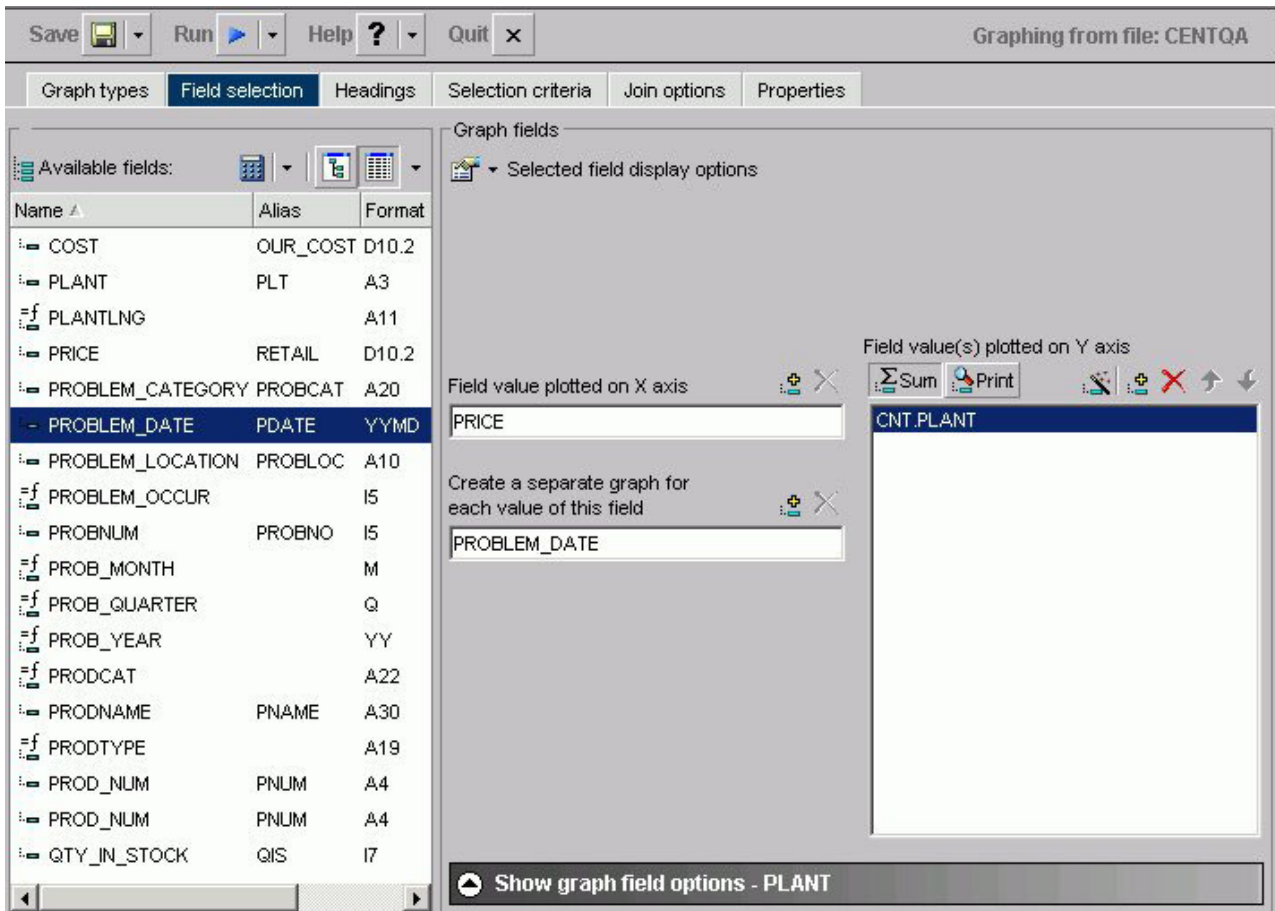 Save Run Help ? Quit x Graphing from file: CENTQA
Graph types Field selection Headings Selection criteria Join options Properties
Graph fields
Available fields:
Selected field display options
Name Alias Format
COST OUR_COST D10.2
PLANT PLT A3
PLANTLNG A11
PRICE RETAIL D10.2
PROBLEM_CATEGORY PROBCAT A20
PROBLEM_DATE PDATE YYMD
PROBLEM_LOCATION PROBLOC A10
PROBLEM_OCCUR I5
PROBNUM PROBNO I5
PROB_MONTH M
PROB_QUARTER Q
PROB_YEAR YY
PRODCAT A22
PRODNAME PNAME A30
PRODTYPE A19
PROD_NUM PNUM A4
PROD_NUM PNUM A4
QTY_IN_STOCK QIS I7
Field value plotted on X axis
PRICE
Create a separate graph for
each value of this field
PROBLEM_DATE
Field value(s) plotted on Y axis
Sum Print
CNT.PLANT
Show graph field options - PLANT